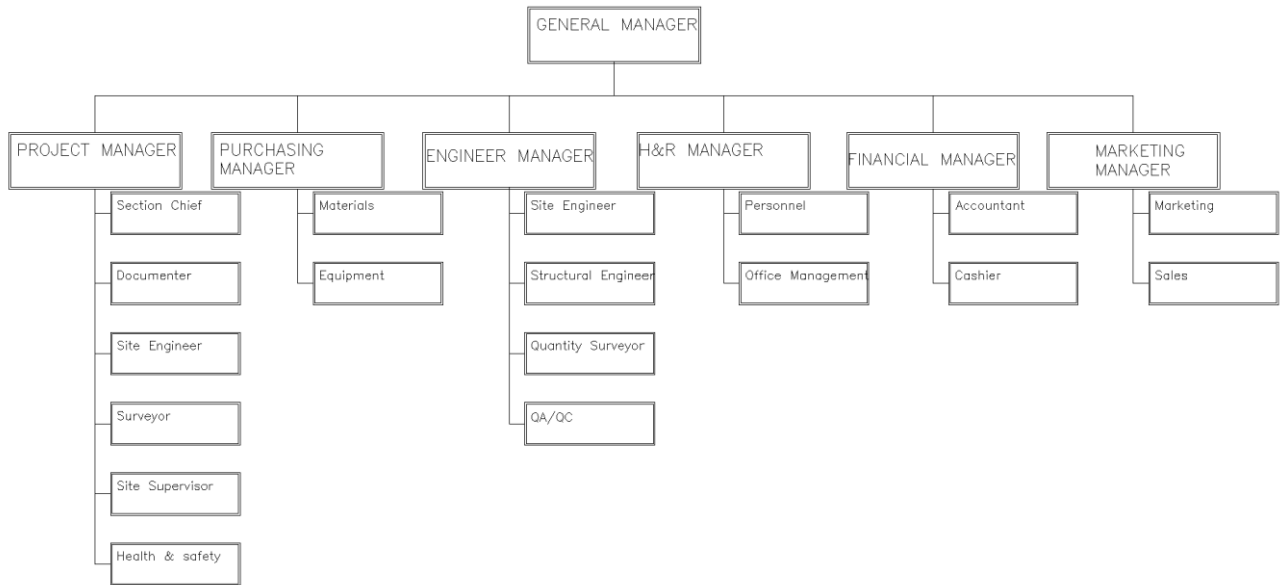 GENERAL MANAGER
PROJECT MANAGER
PURCHASING
MANAGER
ENGINEER MANAGER
H&R MANAGER
FINANCIAL MANAGER
MARKETING
MANAGER
Section Chief
Documenter
Site Engineer
Surveyor
Site Supervisor
Health & safety
Materials
Equipment
Site Engineer
Structural Engineer
Quantity Surveyor
QA/QC
Personnel
Office Management
Accountant
Cashier
Marketing
Sales